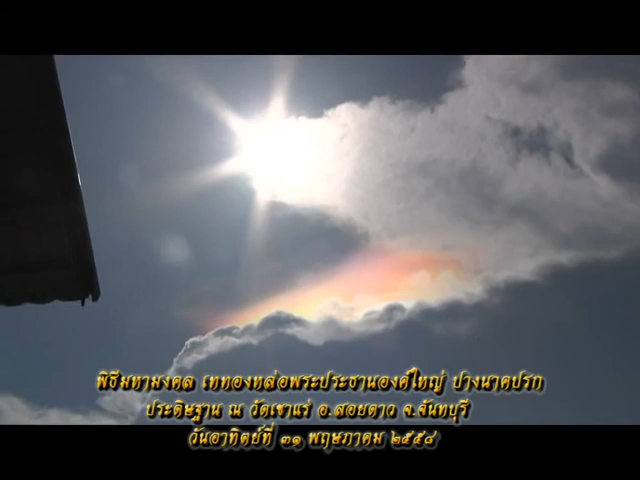 พิธีมหามงคล เททองหล่อพระประธานองค์ใหญ่ ปางนาคปรก
ประดิษฐาน ณ วัดเขาแร่ อ.สอยดาว จ.จันทบุรี
วันอาทิตย์ที่ ๓๑ พฤษภาคม ๒๕๕๔